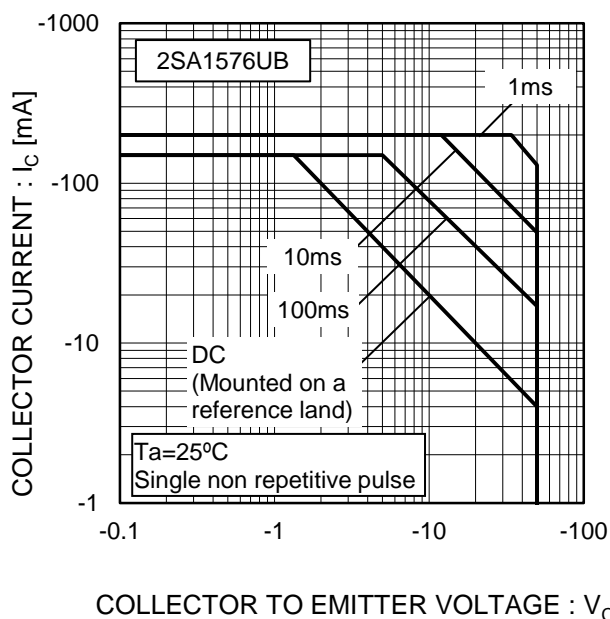 -1000
2SA1576UB
1ms
-100
10ms
100ms
-10
DC
(Mounted on a
reference land)
Ta=25ºC
Single non repetitive pulse
-1
-0.1 -1 -10 -100
COLLECTOR CURRENT : IC [mA]
COLLECTOR TO EMITTER VOLTAGE : V